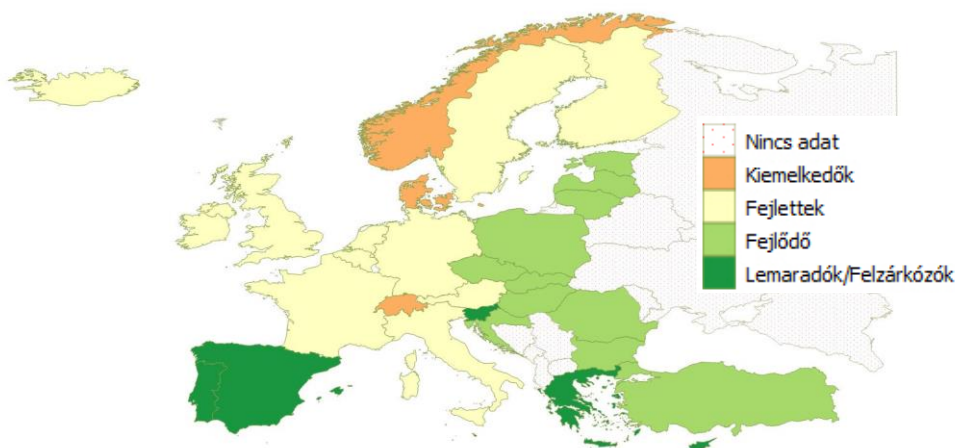 Nincs adat
Kiemelkedők
Fejlettek
Fejlődő
Lemaradók/Felzárkózók